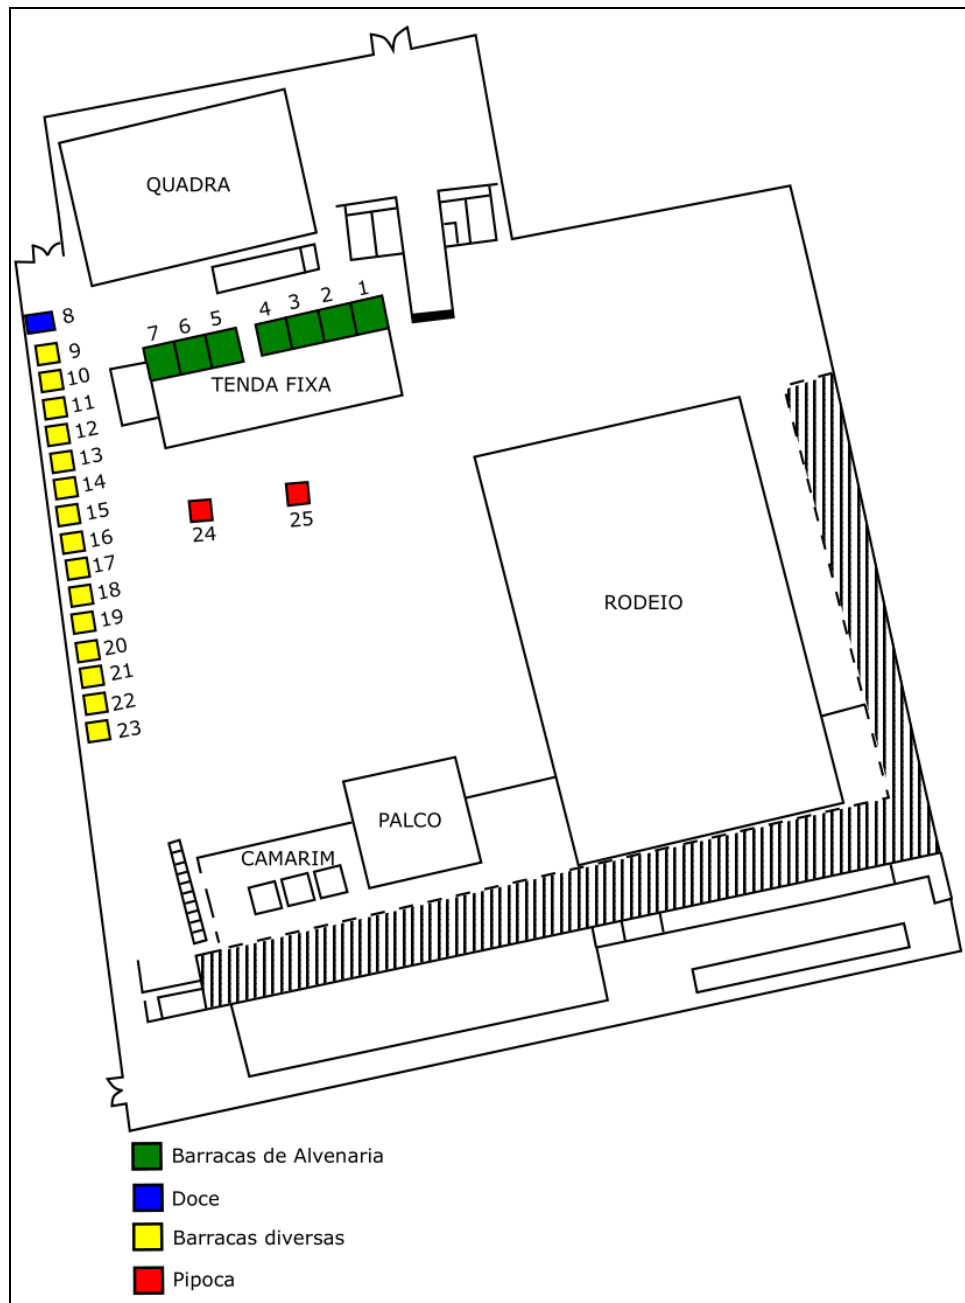 QUADRA
1
2
3
4
5
6
7
8
TENDA FIXA
9
10
11
12
13
14
15
16
17
18
19
20
21
22
23
24
25
RODEIO
PALCO
CAMARIM
Barracas de Alvenaria
Doce
Barracas diversas
Pipoca